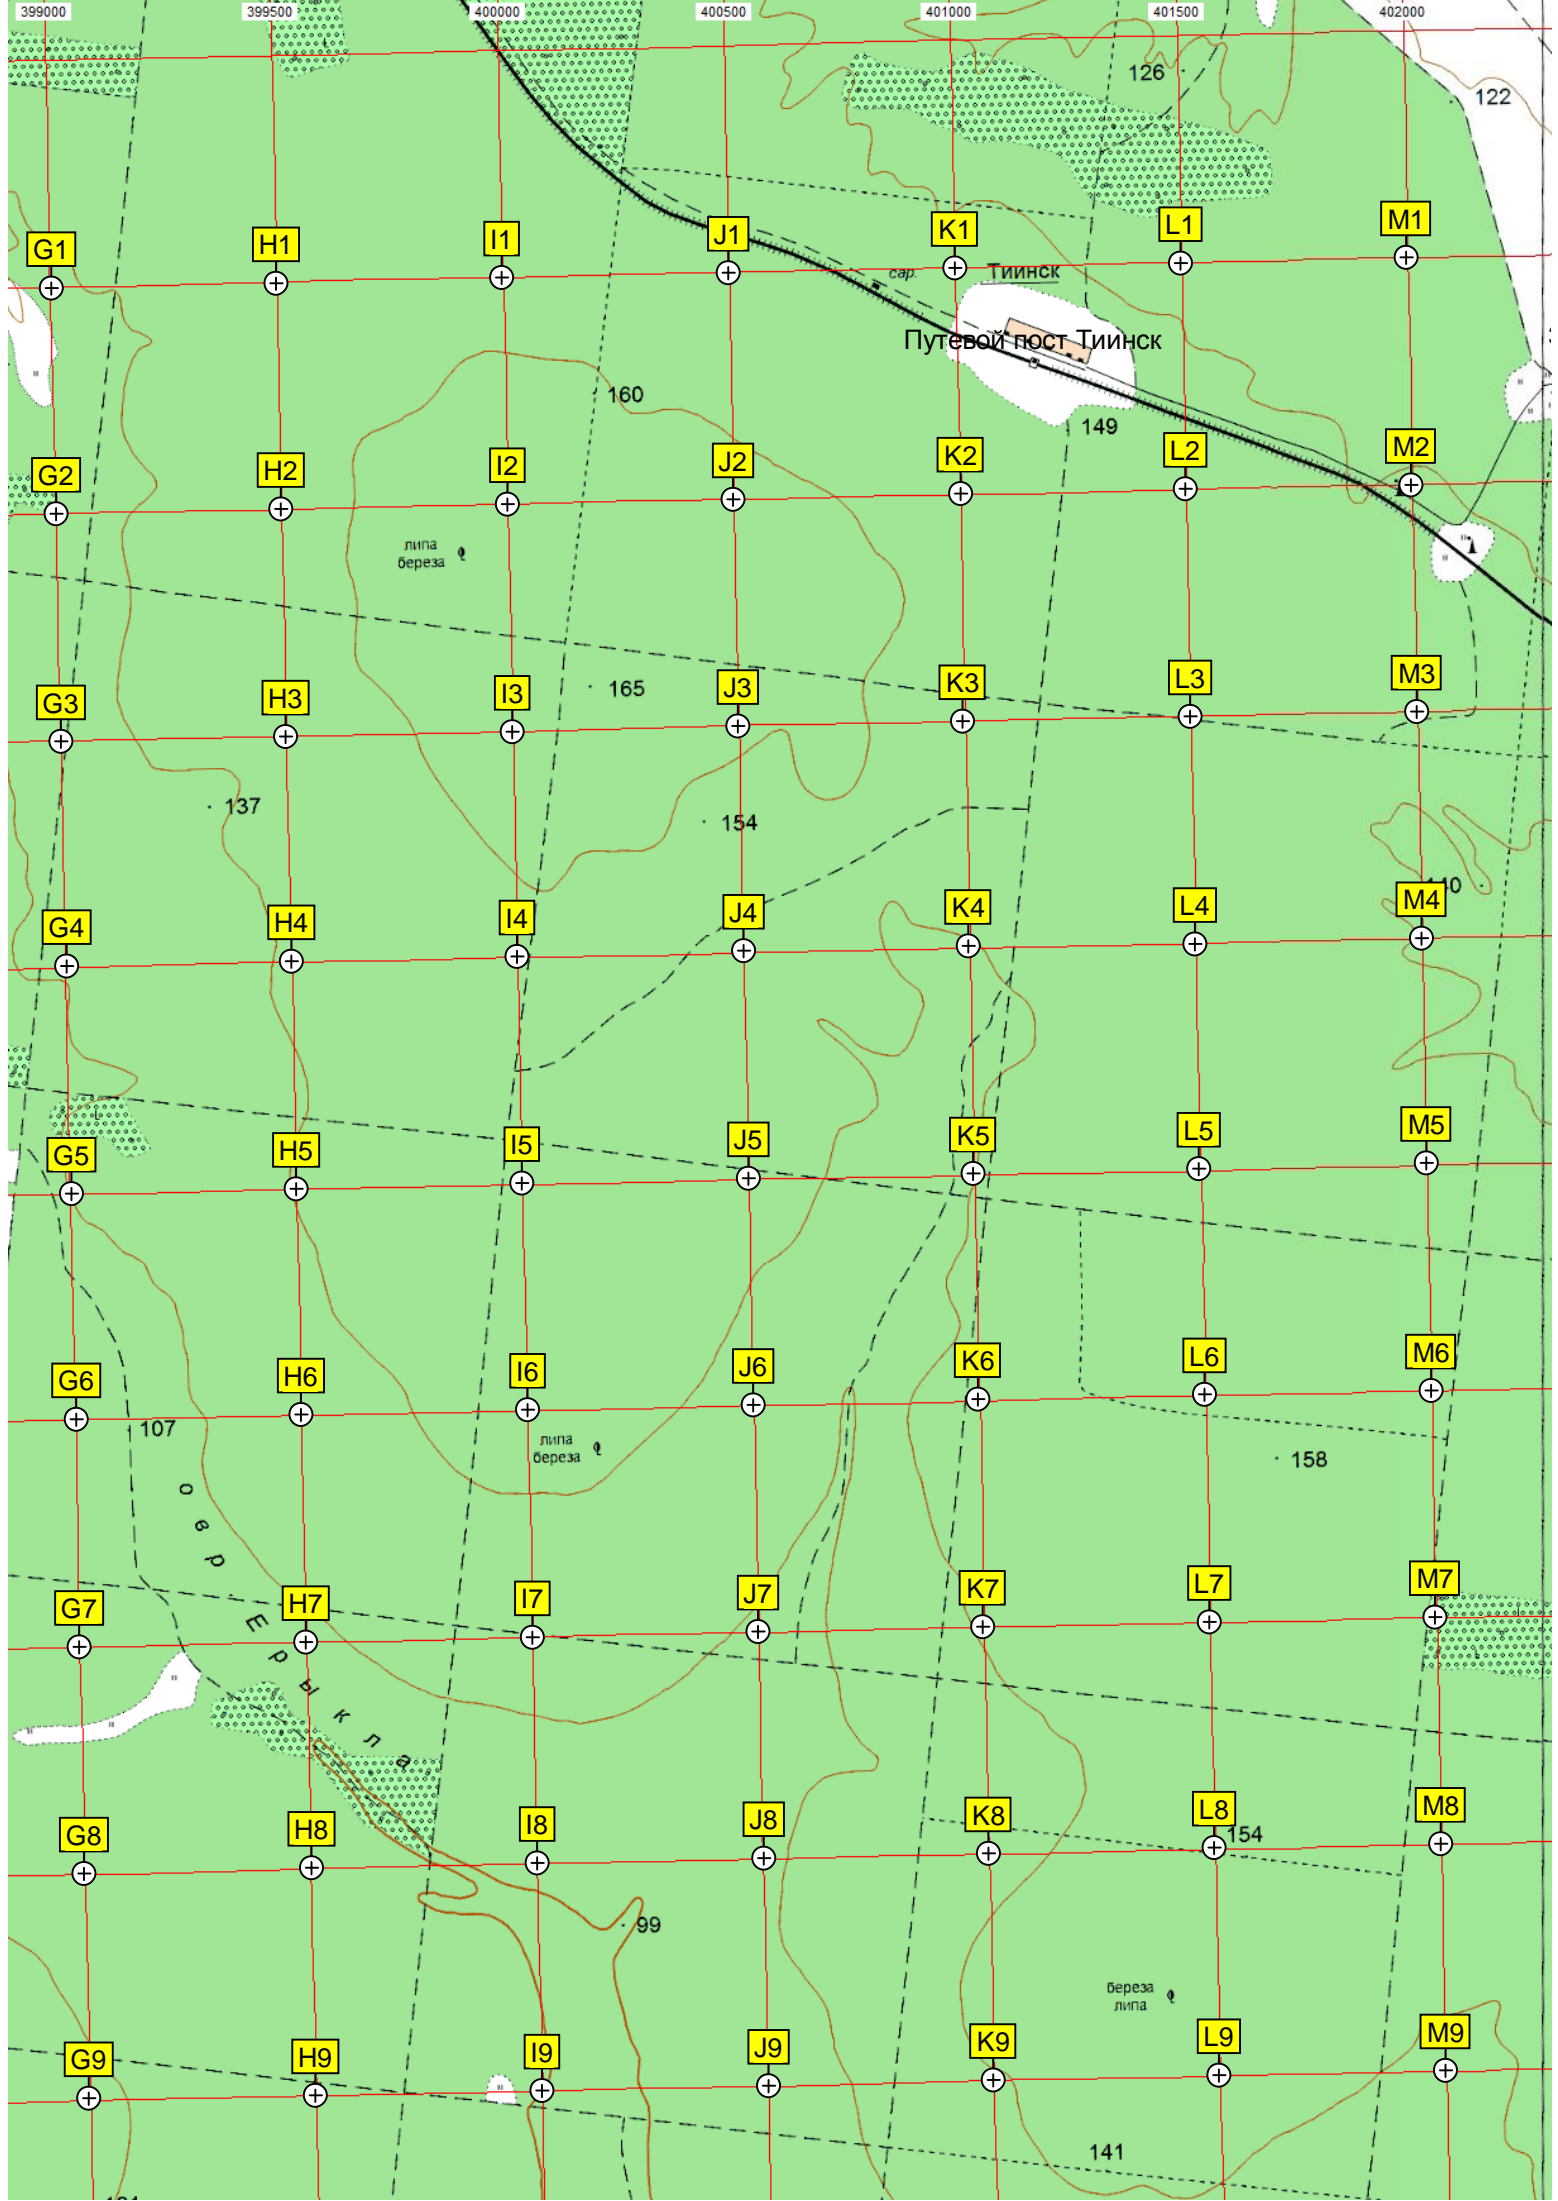 399000 399500 400000 400500 401000 401500 402000
126
122
G1 H1 I1 J1 K1 L1 M1
сар. Тиинск
Путевой пост Тиинск
160
149
G2 H2 I2 J2 K2 L2 M2
липа
береза
G3 H3 I3 J3 K3 L3 M3
165
137
154
140
G4 H4 I4 J4 K4 L4 M4
G5 H5 I5 J5 K5 L5 M5
G6 H6 I6 J6 K6 L6 M6
107
липа
береза
158
овр. Ерыкла
G7 H7 I7 J7 K7 L7 M7
G8 H8 I8 J8 K8 L8 M8
154
99
береза
липа
G9 H9 I9 J9 K9 L9 M9
141